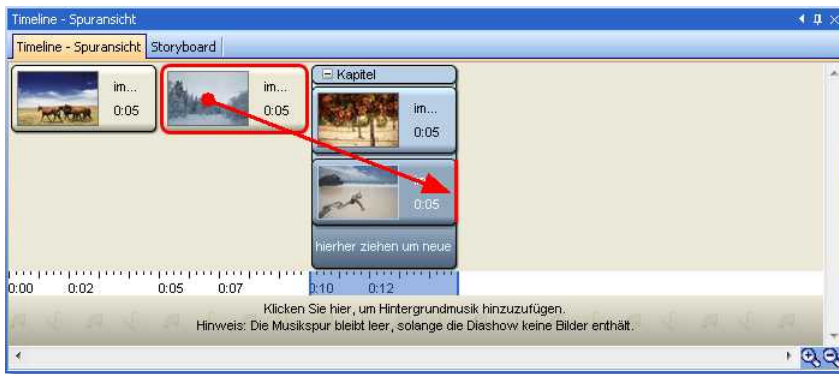 Timeline - Spuransicht
Timeline - Spuransicht Storyboard
im...
0:05
im...
0:05
Kapitel
im...
0:05
0:05
hierher ziehen um neue
0:00 0:02 0:05 0:07 0:10 0:12
Klicken Sie hier, um Hintergrundmusik hinzuzufügen.
Hinweis: Die Musikspur bleibt leer, solange die Diashow keine Bilder enthält.